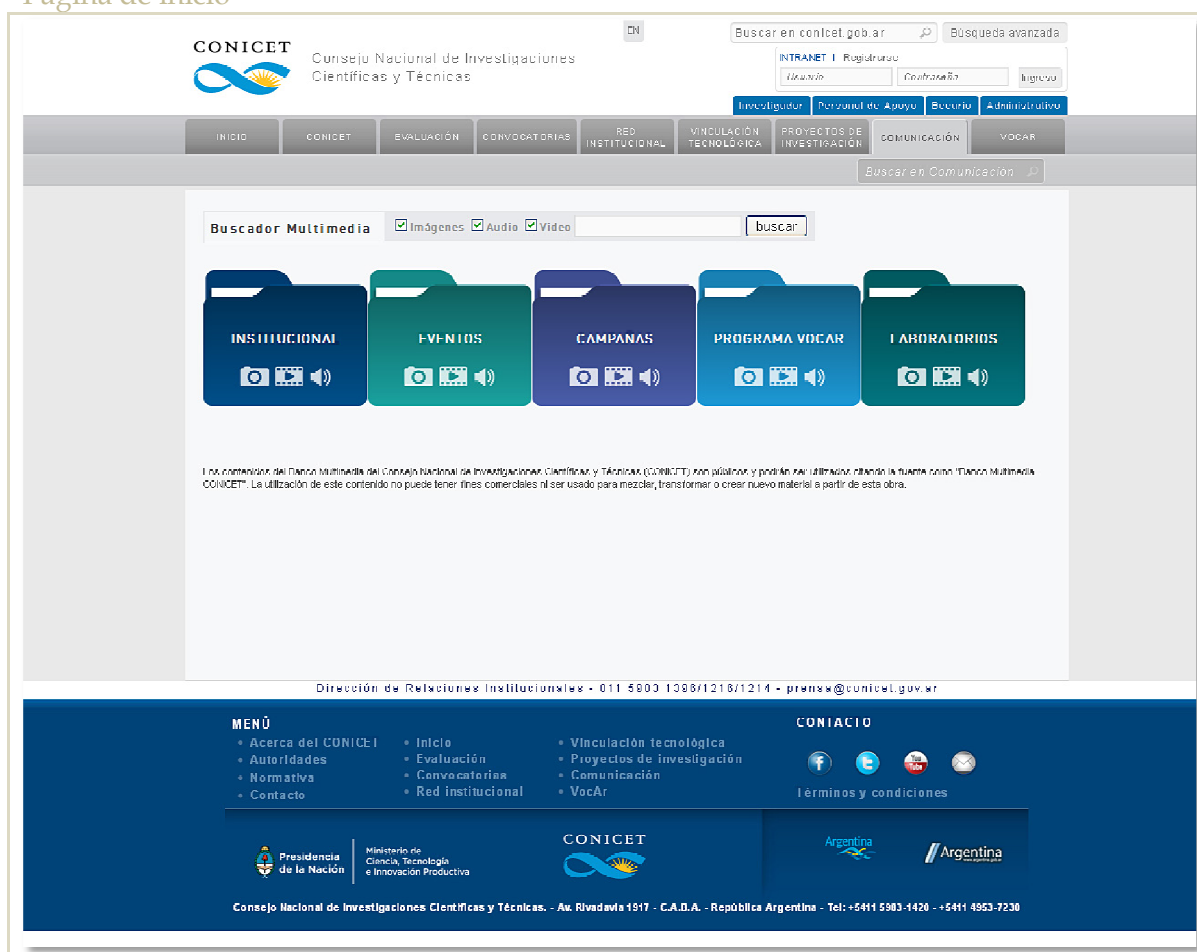 Página de inicio
EN
Buscar en conicet.gob.ar
Búsqueda avanzada
CONICET
Consejo Nacional de Investigaciones
Científicas y Técnicas
INTRANET | Registrarse
Usuario
Contraseña
Ingreso
Investigador
Personal de Apoyo
Becario
Administrativo
INICIO
CONICET
EVALUACIÓN
CONVOCATORIAS
RED
INSTITUCIONAL
VINCULACIÓN
TECNOLÓGICA
PROYECTOS DE
INVESTIGACIÓN
COMUNICACIÓN
VOCAR
Buscar en Comunicación
Buscador Multimedia
Imágenes
Audio
Video
buscar
INSTITUCIONAL
EVENTOS
CAMPAÑAS
PROGRAMA VOCAR
LABORATORIOS
Los contenidos del Banco Multimedia del Consejo Nacional de Investigaciones Científicas y Técnicas (CONICET) son públicos y podrán ser utilizados citando la fuente como "Banco Multimedia
CONICET". La utilización de este contenido no puede tener fines comerciales ni ser usado para mezclar, transformar o crear nuevo material a partir de esta obra.
Dirección de Relaciones Institucionales - 011 5983 1396/1216/1214 - prensa@conicet.gov.ar
MENÚ
• Acerca del CONICET
• Autoridades
• Normativa
• Contacto
• Inicio
• Evaluación
• Convocatorias
• Red institucional
• Vinculación tecnológica
• Proyectos de investigación
• Comunicación
• VocAr
CONTACTO
You
Tube
Términos y condiciones
Presidencia
de la Nación
Ministerio de
Ciencia, Tecnología
e Innovación Productiva
CONICET
Argentina
Argentina
Consejo Nacional de Investigaciones Científicas y Técnicas. - Av. Rivadavia 1917 - C.A.B.A. - República Argentina - Tel: +5411 5983-1420 - +5411 4953-7230